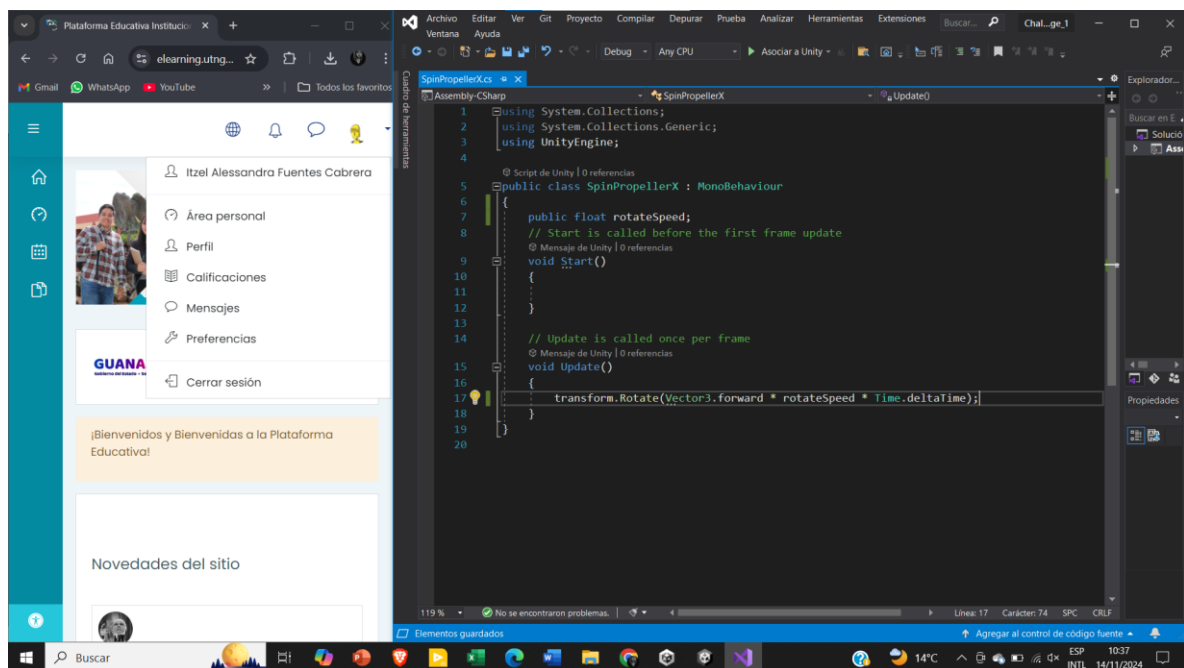 Plataforma Educativa Institucion
elearning.utng...
Gmail
WhatsApp
YouTube
»
Todos los favoritos
Itzel Alessandra Fuentes Cabrera
Área personal
Perfil
Calificaciones
Mensajes
Preferencias
Cerrar sesión
GUANA
¡Bienvenidos y Bienvenidas a la Plataforma
Educativa!
Novedades del sitio
Archivo Editar Ver Git Proyecto Compilar Depurar Prueba Analizar Herramientas Extensiones
Ventana Ayuda
Buscar...
Chal...ge_1
Debug Any CPU Asociar a Unity
Cuadro de herramientas
SpinPropellerX.cs
Assembly-CSharp SpinPropellerX Update()
1 using System.Collections;
2 using System.Collections.Generic;
3 using UnityEngine;
4
Script de Unity | 0 referencias
5 public class SpinPropellerX : MonoBehaviour
6 {
7 public float rotateSpeed;
8 // Start is called before the first frame update
Mensaje de Unity | 0 referencias
9 void Start()
10 {
11
12 }
13
14 // Update is called once per frame
Mensaje de Unity | 0 referencias
15 void Update()
16 {
17 transform.Rotate(Vector3.forward * rotateSpeed * Time.deltaTime);
18 }
19 }
20
119 % No se encontraron problemas. Línea: 17 Carácter: 74 SPC CRLF
Elementos guardados Agregar al control de código fuente
Explorador...
Buscar en E
Solució
Ass
Propiedades
Buscar
14°C
ESP
INTL
10:37
14/11/2024